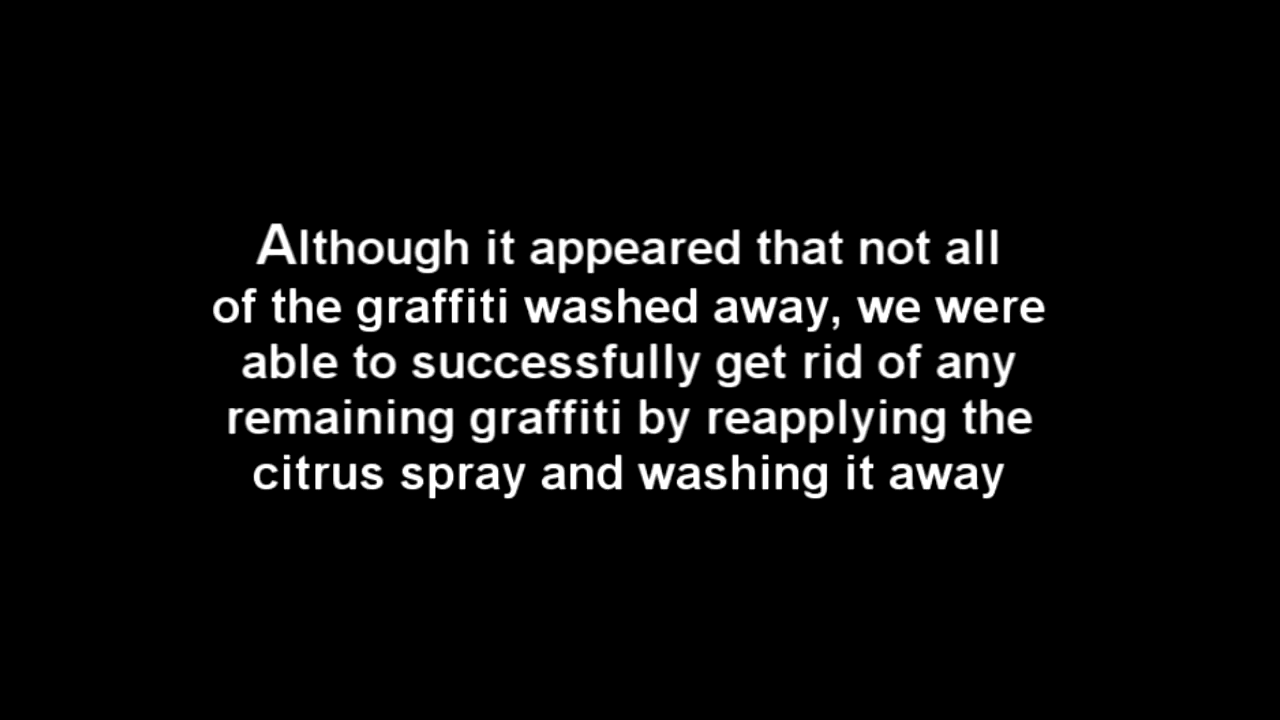 Although it appeared that not all
of the graffiti washed away, we were
able to successfully get rid of any
remaining graffiti by reapplying the
citrus spray and washing it away